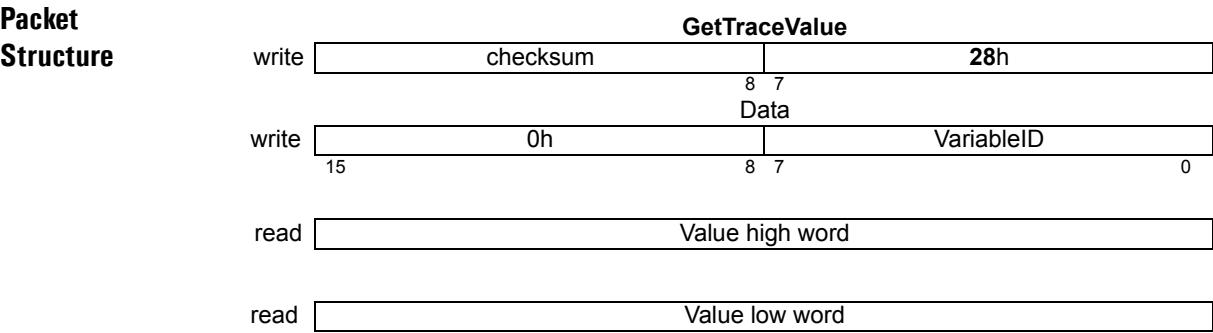 Packet
Structure
GetTraceValue
write checksum 28h
8 7
Data
write 0h VariableID
15 8 7 0
read Value high word
read Value low word